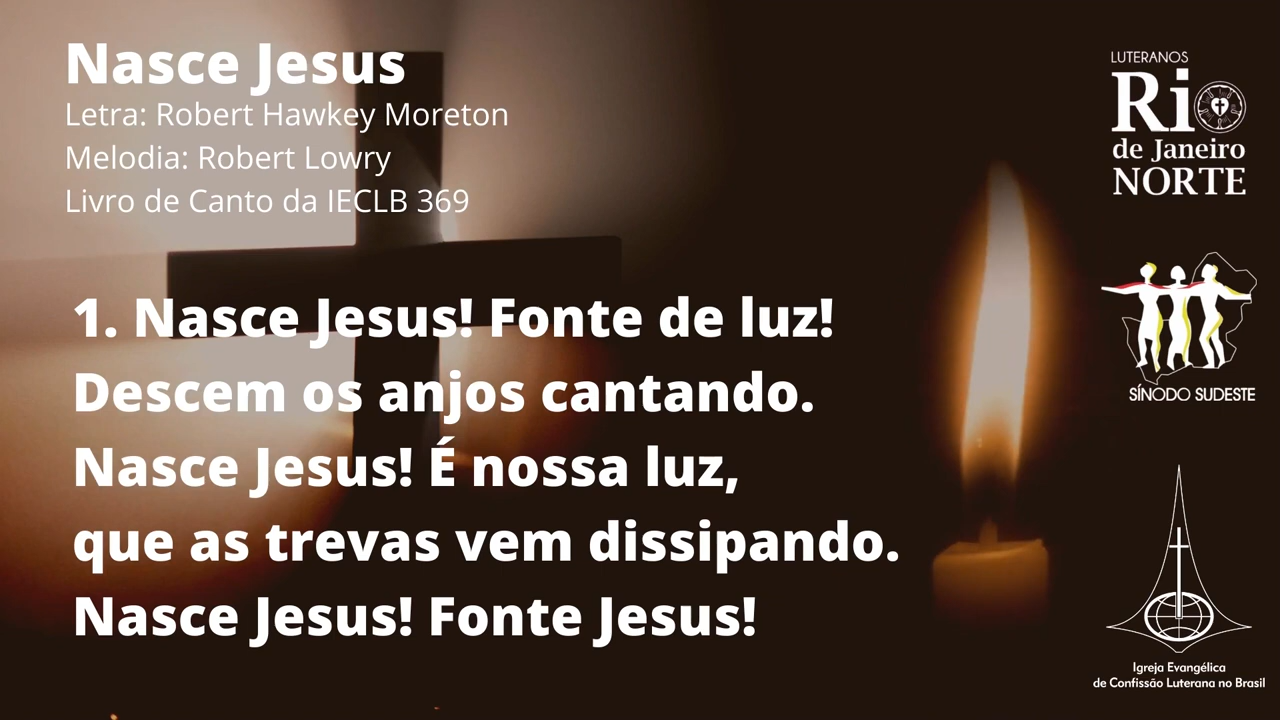 Nasce Jesus
Letra: Robert Hawkey Moreton
Melodia: Robert Lowry
Livro de Canto da IECLB 369
1. Nasce Jesus! Fonte de luz!
Descem os anjos cantando.
Nasce Jesus! É nossa luz,
que as trevas vem dissipando.
Nasce Jesus! Fonte Jesus!
LUTERANOS
Rio
de Janeiro
NORTE
SÍNODO SUDESTE
Igreja Evangélica
de Confissão Luterana no Brasil